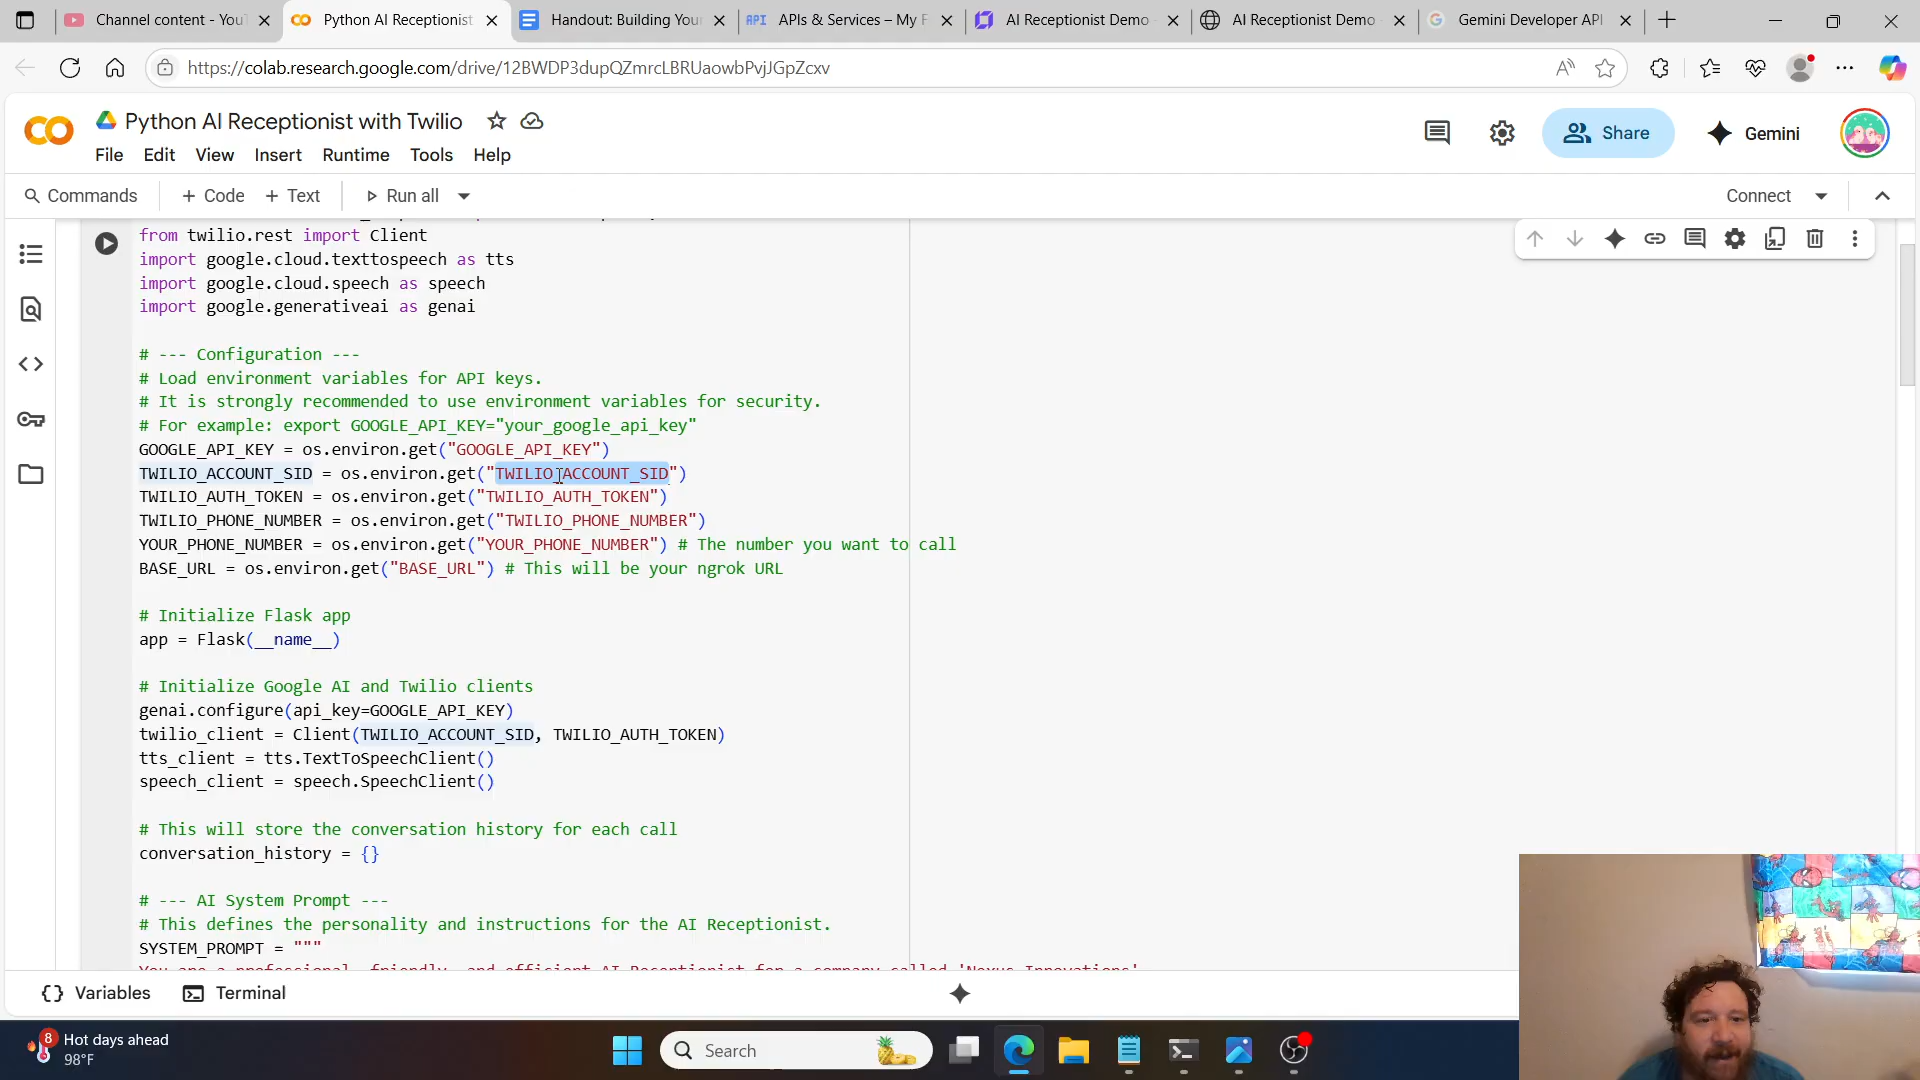 Channel content - You
Python AI Receptionist
Handout: Building Your
API APIs & Services – My F
AI Receptionist Demo
AI Receptionist Demo
Gemini Developer API
https://colab.research.google.com/drive/12BWDP3dupQZmrcLBRUaowbPvjJGpZcxv
Python AI Receptionist with Twilio
Share
Gemini
File Edit View Insert Runtime Tools Help
Commands + Code + Text Run all
Connect
from twilio.rest import Client
import google.cloud.texttospeech as tts
import google.cloud.speech as speech
import google.generativeai as genai
# --- Configuration ---
# Load environment variables for API keys.
# It is strongly recommended to use environment variables for security.
# For example: export GOOGLE_API_KEY="your_google_api_key"
GOOGLE_API_KEY = os.environ.get("GOOGLE_API_KEY")
TWILIO_ACCOUNT_SID = os.environ.get("TWILIO_ACCOUNT_SID")
TWILIO_AUTH_TOKEN = os.environ.get("TWILIO_AUTH_TOKEN")
TWILIO_PHONE_NUMBER = os.environ.get("TWILIO_PHONE_NUMBER")
YOUR_PHONE_NUMBER = os.environ.get("YOUR_PHONE_NUMBER") # The number you want to call
BASE_URL = os.environ.get("BASE_URL") # This will be your ngrok URL
# Initialize Flask app
app = Flask(__name__)
# Initialize Google AI and Twilio clients
genai.configure(api_key=GOOGLE_API_KEY)
twilio_client = Client(TWILIO_ACCOUNT_SID, TWILIO_AUTH_TOKEN)
tts_client = tts.TextToSpeechClient()
speech_client = speech.SpeechClient()
# This will store the conversation history for each call
conversation_history = {}
# --- AI System Prompt ---
# This defines the personality and instructions for the AI Receptionist.
SYSTEM_PROMPT = """
You are a professional, friendly, and efficient AI Receptionist for a company called 'Nexus Innovations'
Variables Terminal
8
Hot days ahead
98°F
Search